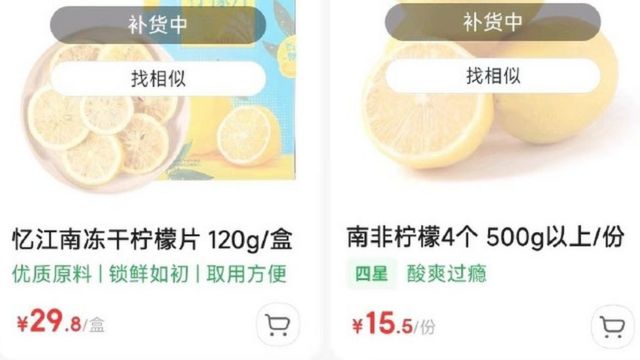 补货中
找相似
忆江南冻干柠檬片 120g/盒
优质原料 | 锁鲜如初 | 取用方便
¥29.8/盒
补货中
找相似
南非柠檬4个 500g以上/份
四星 酸爽过瘾
¥15.5/份